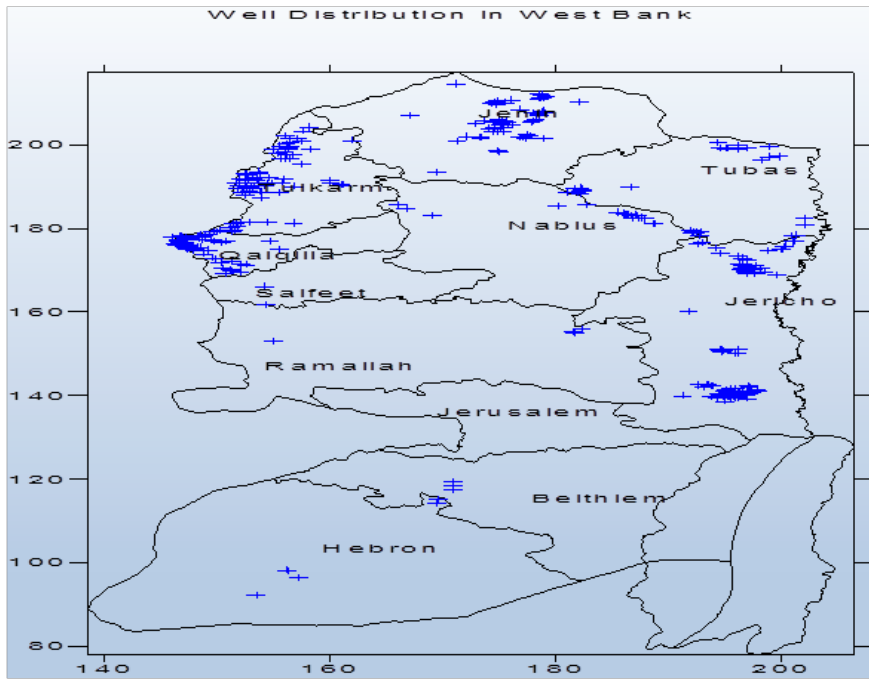 Well Distribution in West Bank
200
Jenin
Tubas
Tulkarm
180
Nablus
Qalqilia
Salfeet
Jericho
160
Ramallah
140
Jerusalem
120
Beithlem
Hebron
100
80
140 160 180 200